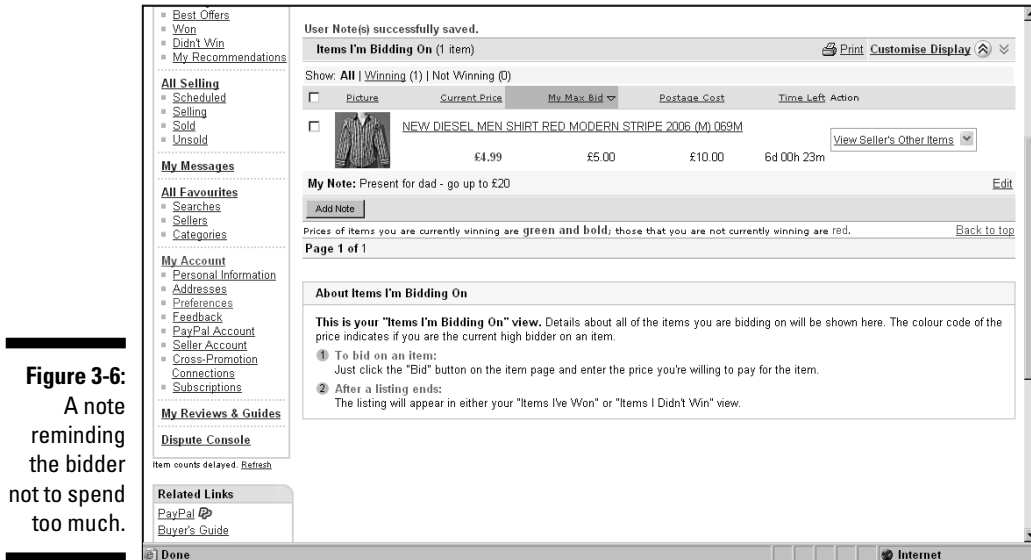 Best Offers
Won
Didn't Win
My Recommendations
All Selling
Scheduled
Selling
Sold
Unsold
My Messages
All Favourites
Searches
Sellers
Categories
My Account
Personal Information
Addresses
Preferences
Feedback
PayPal Account
Seller Account
Cross-Promotion
Connections
Subscriptions
My Reviews & Guides
Dispute Console
Item counts delayed. Refresh
Related Links
PayPal
Buyer's Guide
User Note(s) successfully saved.
Items I'm Bidding On (1 item) Print Customise Display
Show: All | Winning (1) | Not Winning (0)
Picture Current Price My Max Bid Postage Cost Time Left Action
NEW DIESEL MEN SHIRT RED MODERN STRIPE 2006 (M) 069M
£4.99 £5.00 £10.00 6d 00h 23m View Seller's Other Items
My Note: Present for dad - go up to £20 Edit
Add Note
Prices of items you are currently winning are green and bold; those that you are not currently winning are red. Back to top
Page 1 of 1
About Items I'm Bidding On
This is your "Items I'm Bidding On" view. Details about all of the items you are bidding on will be shown here. The colour code of the
price indicates if you are the current high bidder on an item.
1 To bid on an item:
Just click the "Bid" button on the item page and enter the price you're willing to pay for the item.
2 After a listing ends:
The listing will appear in either your "Items I've Won" or "Items I Didn't Win" view.
Done Internet
Figure 3-6:
A note
reminding
the bidder
not to spend
too much.